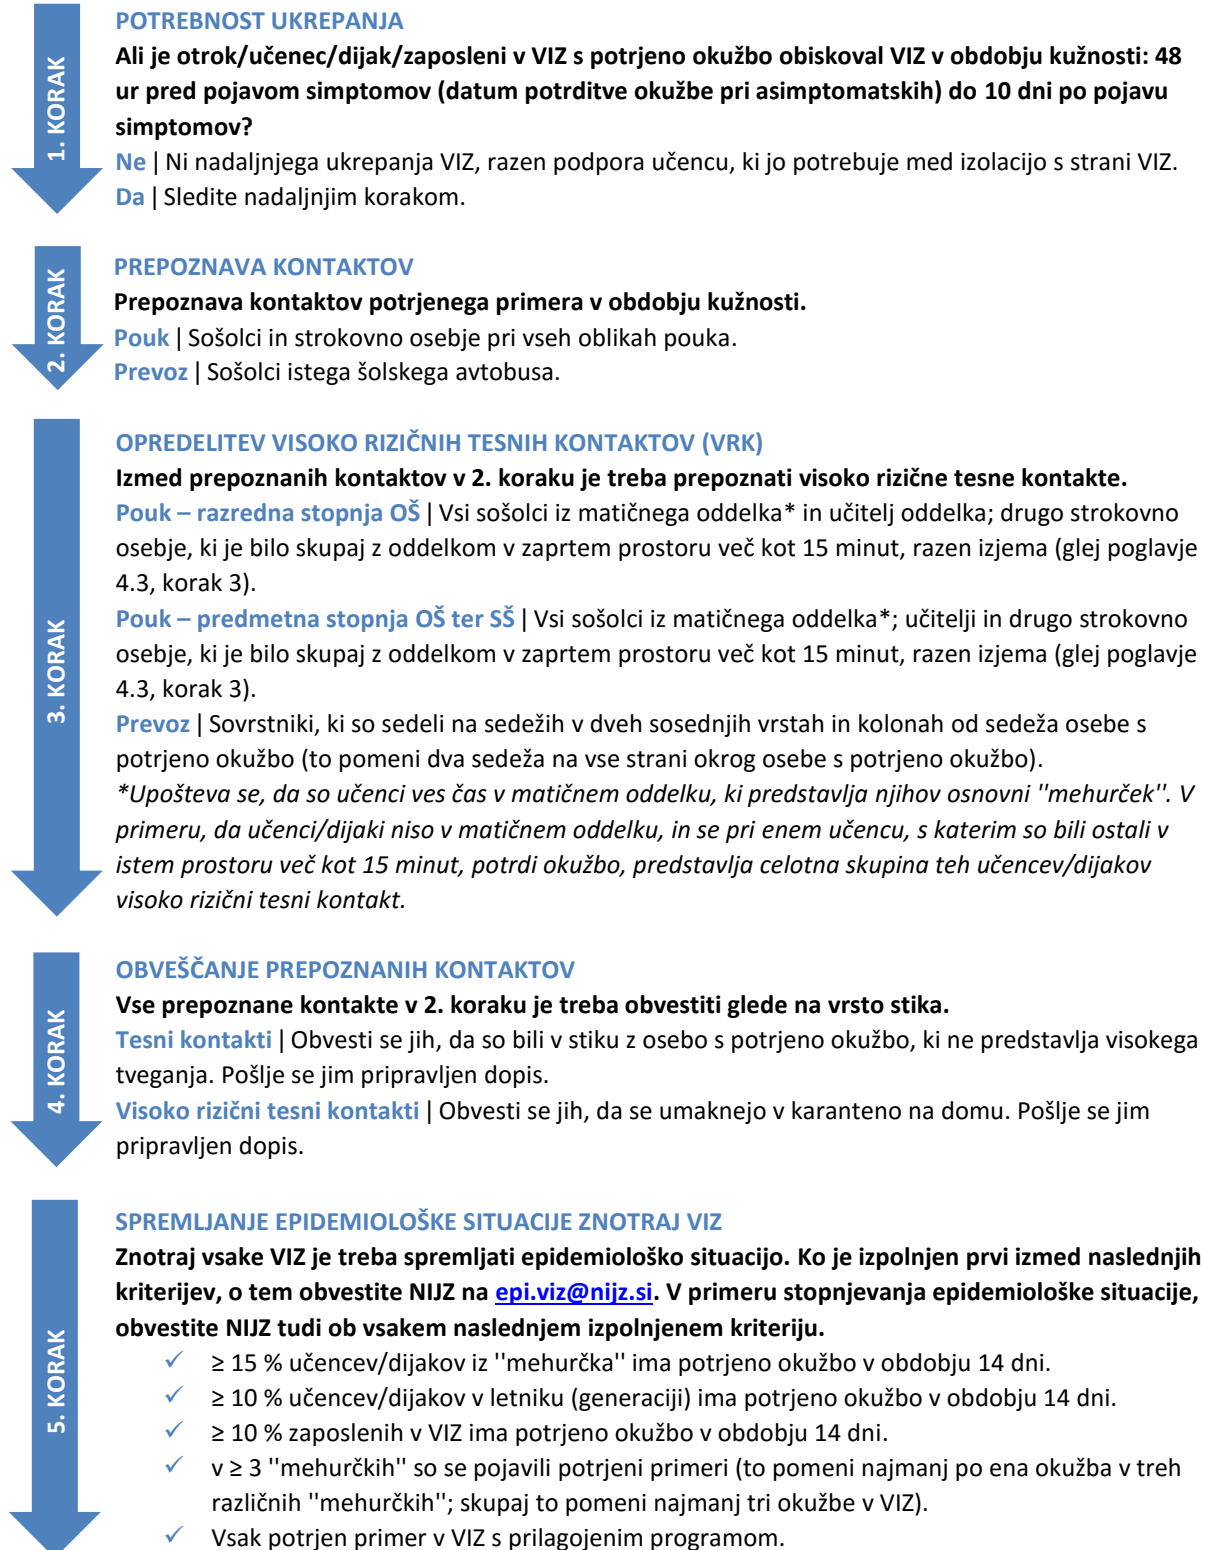 1. KORAK
POTREBNOST UKREPANJA
Ali je otrok/učenec/dijak/zaposleni v VIZ s potrjeno okužbo obiskoval VIZ v obdobju kužnosti: 48
ur pred pojavom simptomov (datum potrditve okužbe pri asimptomatskih) do 10 dni po pojavu
simptomov?
Ne | Ni nadaljnjega ukrepanja VIZ, razen podpora učencu, ki jo potrebuje med izolacijo s strani VIZ.
Da | Sledite nadaljnjim korakom.
2. KORAK
PREPOZNAVA KONTAKTOV
Prepoznava kontaktov potrjenega primera v obdobju kužnosti.
Pouk | Sošolci in strokovno osebje pri vseh oblikah pouka.
Prevoz | Sošolci istega šolskega avtobusa.
3. KORAK
OPREDELITEV VISOKO RIZIČNIH TESNIH KONTAKTOV (VRK)
Izmed prepoznanih kontaktov v 2. koraku je treba prepoznati visoko rizične tesne kontakte.
Pouk – razredna stopnja OŠ | Vsi sošolci iz matičnega oddelka* in učitelj oddelka; drugo strokovno
osebje, ki je bilo skupaj z oddelkom v zaprtem prostoru več kot 15 minut, razen izjema (glej poglavje
4.3, korak 3).
Pouk – predmetna stopnja OŠ ter SŠ | Vsi sošolci iz matičnega oddelka*; učitelji in drugo strokovno
osebje, ki je bilo skupaj z oddelkom v zaprtem prostoru več kot 15 minut, razen izjema (glej poglavje
4.3, korak 3).
Prevoz | Sovrstniki, ki so sedeli na sedežih v dveh sosednjih vrstah in kolonah od sedeža osebe s
potrjeno okužbo (to pomeni dva sedeža na vse strani okrog osebe s potrjeno okužbo).
*Upošteva se, da so učenci ves čas v matičnem oddelku, ki predstavlja njihov osnovni ''mehurček''. V
primeru, da učenci/dijaki niso v matičnem oddelku, in se pri enem učencu, s katerim so bili ostali v
istem prostoru več kot 15 minut, potrdi okužbo, predstavlja celotna skupina teh učencev/dijakov
visoko rizični tesni kontakt.
4. KORAK
OBVEŠČANJE PREPOZNANIH KONTAKTOV
Vse prepoznane kontakte v 2. koraku je treba obvestiti glede na vrsto stika.
Tesni kontakti | Obvesti se jih, da so bili v stiku z osebo s potrjeno okužbo, ki ne predstavlja visokega
tveganja. Pošlje se jim pripravljen dopis.
Visoko rizični tesni kontakti | Obvesti se jih, da se umaknejo v karanteno na domu. Pošlje se jim
pripravljen dopis.
5. KORAK
SPREMLJANJE EPIDEMIOLOŠKE SITUACIJE ZNOTRAJ VIZ
Znotraj vsake VIZ je treba spremljati epidemiološko situacijo. Ko je izpolnjen prvi izmed naslednjih
kriterijev, o tem obvestite NIJZ na epi.viz@nijz.si. V primeru stopnjevanja epidemiološke situacije,
obvestite NIJZ tudi ob vsakem naslednjem izpolnjenem kriteriju.
✓ ≥ 15 % učencev/dijakov iz ''mehurčka'' ima potrjeno okužbo v obdobju 14 dni.
✓ ≥ 10 % učencev/dijakov v letniku (generaciji) ima potrjeno okužbo v obdobju 14 dni.
✓ ≥ 10 % zaposlenih v VIZ ima potrjeno okužbo v obdobju 14 dni.
✓ v ≥ 3 ''mehurčkih'' so se pojavili potrjeni primeri (to pomeni najmanj po ena okužba v treh
različnih ''mehurčkih''; skupaj to pomeni najmanj tri okužbe v VIZ).
✓ Vsak potrjen primer v VIZ s prilagojenim programom.